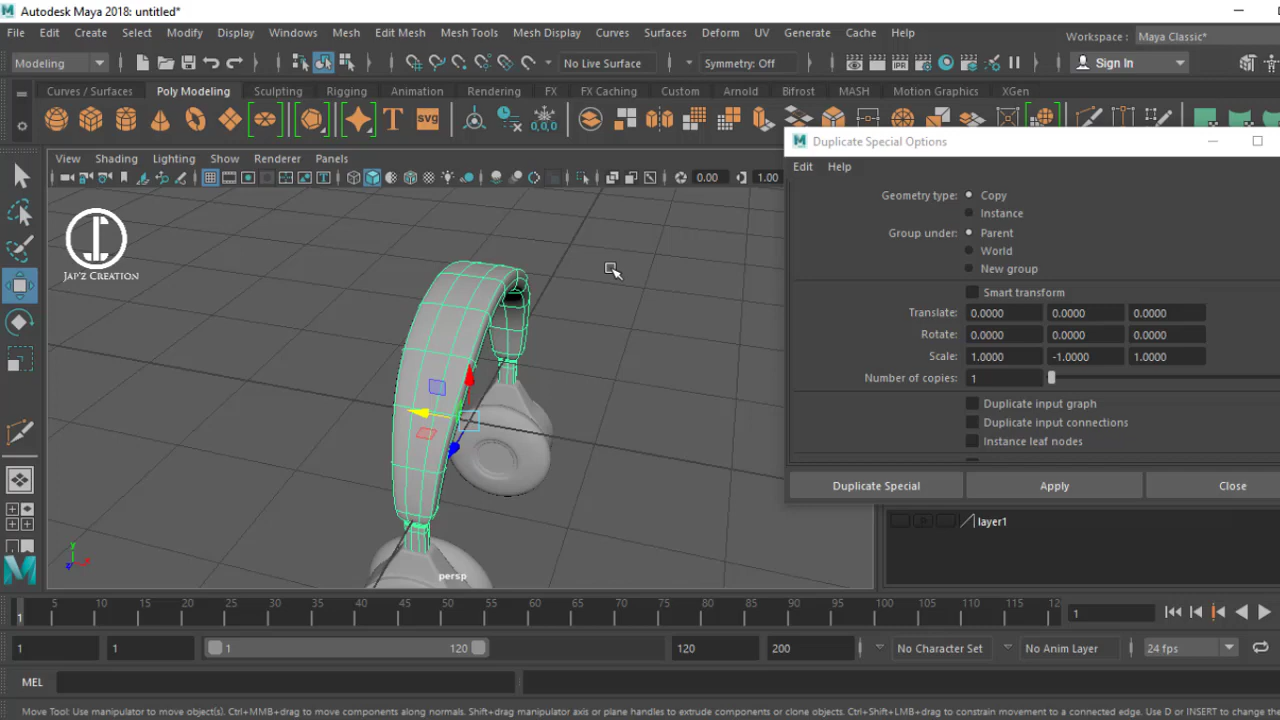 Autodesk Maya 2018: untitled*
File Edit Create Select Modify Display Windows Mesh Edit Mesh Mesh Tools Mesh Display Curves Surfaces Deform UV Generate Cache Help
Workspace : Maya Classic*
Modeling No Live Surface Symmetry: Off Sign In
Curves / Surfaces Poly Modeling Sculpting Rigging Animation Rendering FX FX Caching Custom Arnold Bifrost MASH Motion Graphics XGen
T svg 0,0,0
Duplicate Special Options
View Shading Lighting Show Renderer Panels
Edit Help
0.00 1.00
Geometry type: Copy
Instance
Group under: Parent
World
New group
JAP'Z CREATION
Smart transform
Translate: 0.0000 0.0000 0.0000
Rotate: 0.0000 0.0000 0.0000
Scale: 1.0000 -1.0000 1.0000
Number of copies: 1
Duplicate input graph
Duplicate input connections
Instance leaf nodes
Duplicate Special Apply Close
layer1
y
z x
persp
1 5 10 15 20 25 30 35 40 45 50 55 60 65 70 75 80 85 90 95 100 105 110 115 12 1
1 1 1 120 120 200 No Character Set No Anim Layer 24 fps
MEL
Move Tool: Use manipulator to move object(s). Ctrl+MMB+drag to move components along normals. Shift+drag manipulator axis or plane handles to extrude components or clone objects. Ctrl+Shift+LMB+drag to constrain movement to a connected edge. Use D or INSERT to change the